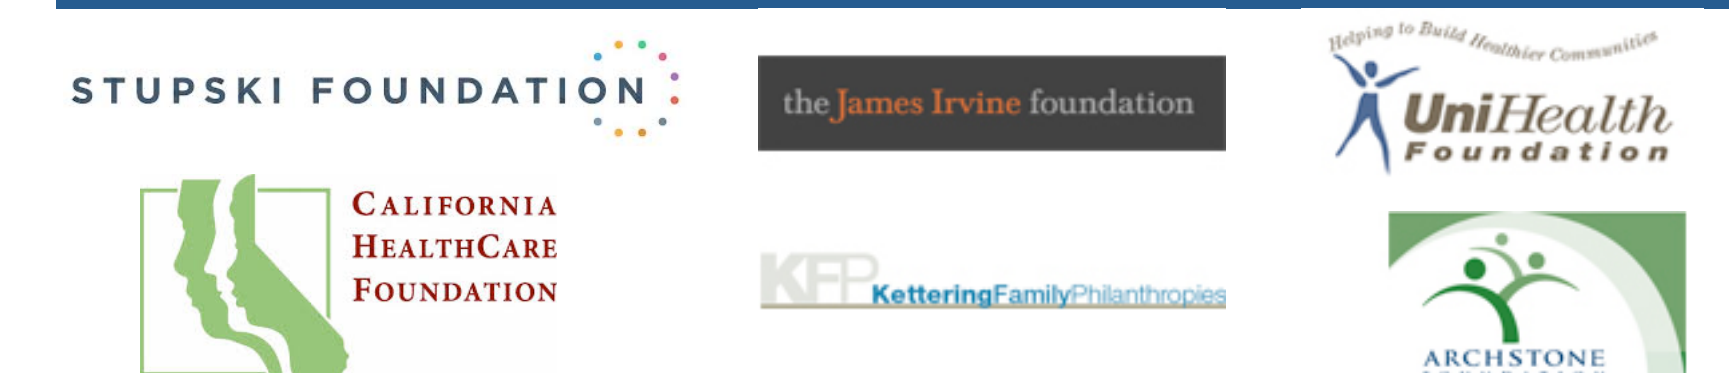 STUPSKI FOUNDATION
the James Irvine foundation
Helping to Build Healthier Communities
UniHealth
Foundation
CALIFORNIA
HEALTHCARE
FOUNDATION
KFP
KetteringFamilyPhilanthropies
ARCHSTONE